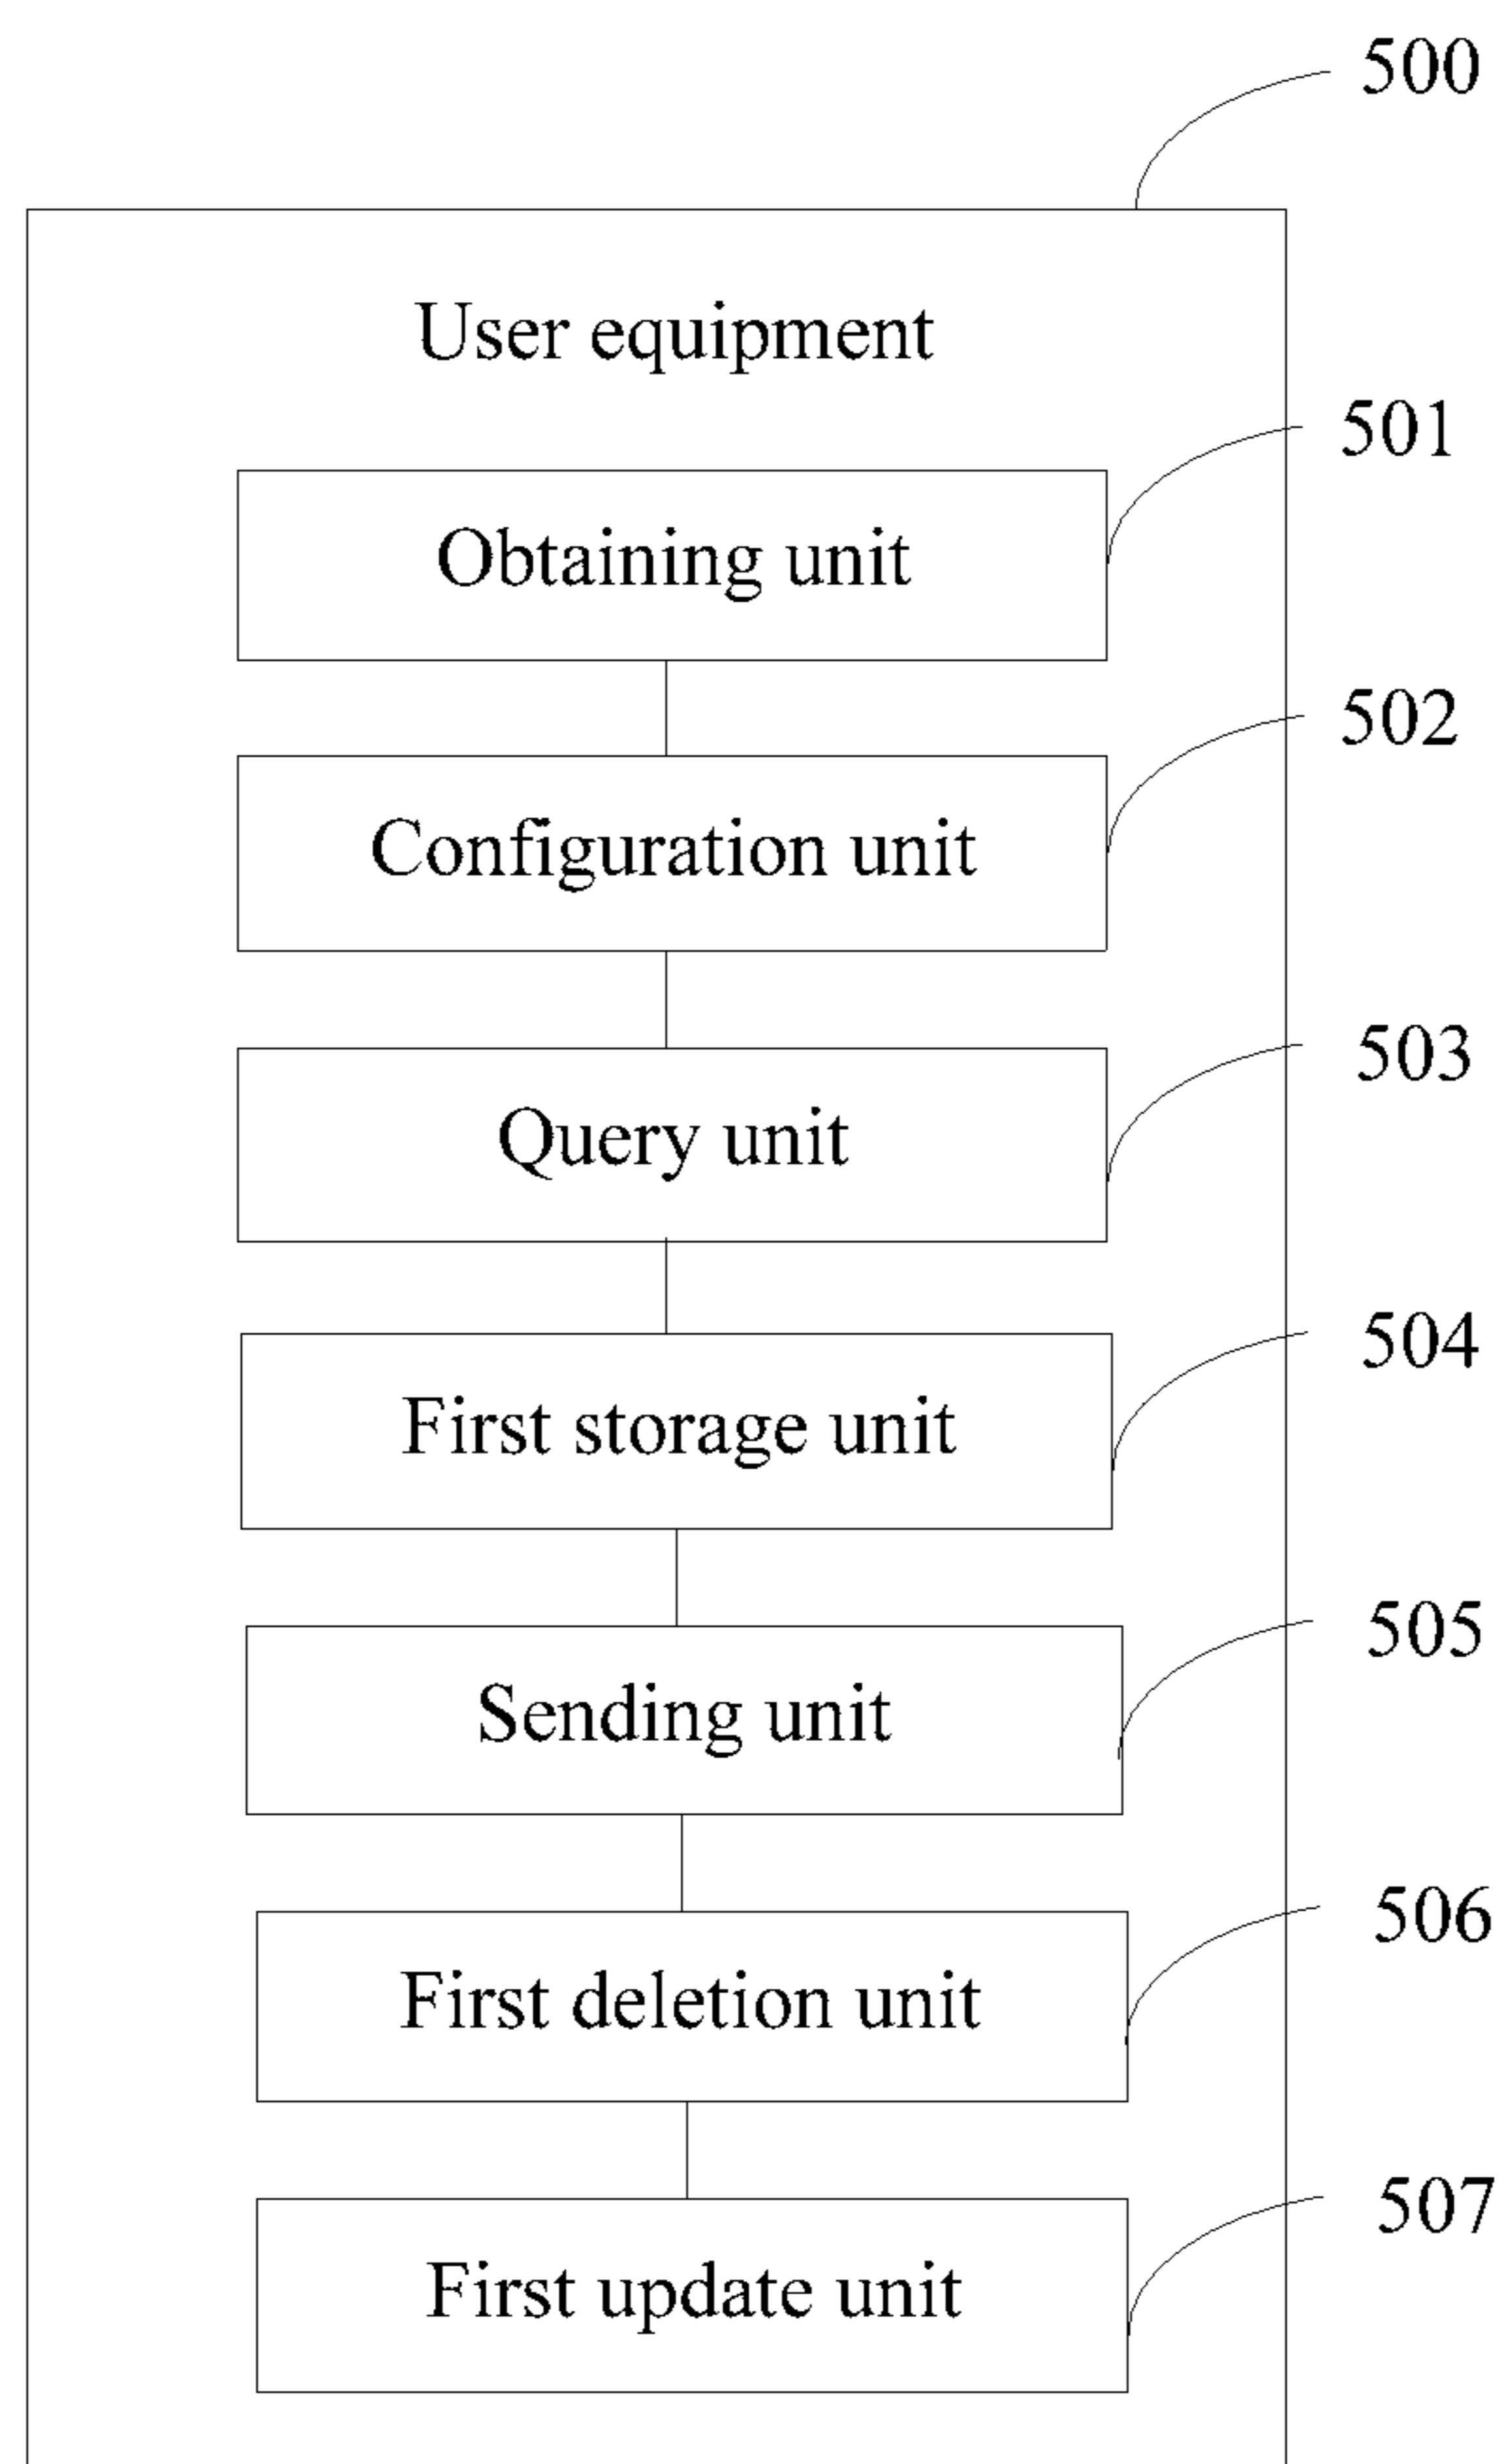 500
User equipment
501
Obtaining unit
502
Configuration unit
503
Query unit
504
First storage unit
505
Sending unit
506
First deletion unit
507
First update unit